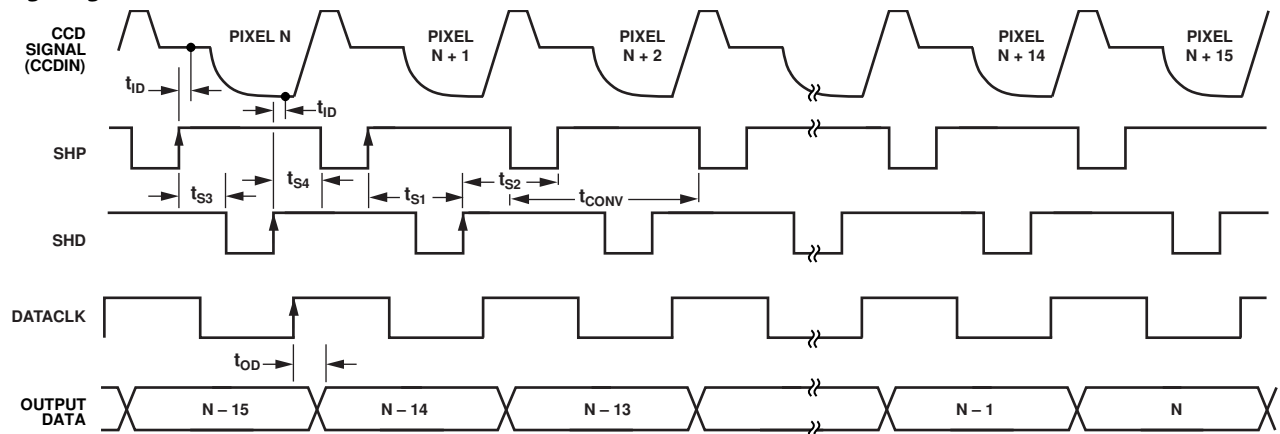 CCD
SIGNAL
(CCDIN)
PIXEL N
PIXEL
N + 1
PIXEL
N + 2
PIXEL
N + 14
PIXEL
N + 15
tID
tID
SHP
tS3
tS4
tS1
tS2
tCONV
SHD
DATACLK
tOD
OUTPUT
DATA
N – 15
N – 14
N – 13
N – 1
N